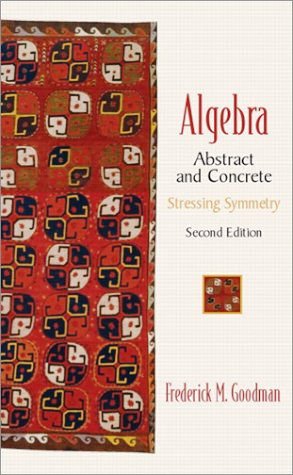 Algebra
Abstract
and Concrete
Stressing Symmetry
Second Edition
Frederick M. Goodman